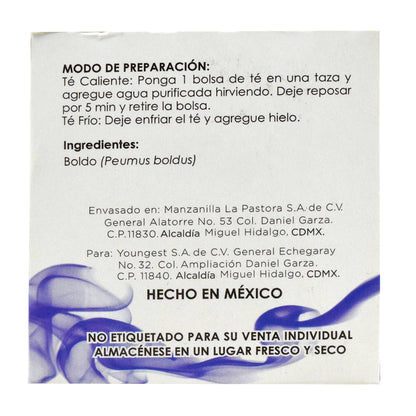 MODO DE PREPARACIÓN:
Té Caliente: Ponga 1 bolsa de té en una taza y
agregue agua purificada hirviendo. Deje reposar
por 5 min y retire la bolsa.
Té Frío: Deje enfriar el té y agregue hielo.
Ingredientes:
Boldo (Peumus boldus)
Envasado en: Manzanilla La Pastora S.A. de C.V.
General Alatorre No. 53 Col. Daniel Garza.
C.P. 11830. Alcaldía Miguel Hidalgo, CDMX.
Para: Youngest S.A. de C.V. General Echegaray
No. 32. Col. Ampliación Daniel Garza.
C.P. 11840. Alcaldía Miguel Hidalgo, CDMX.
HECHO EN MÉXICO
NO ETIQUETADO PARA SU VENTA INDIVIDUAL
ALMACÉNESE EN UN LUGAR FRESCO Y SECO